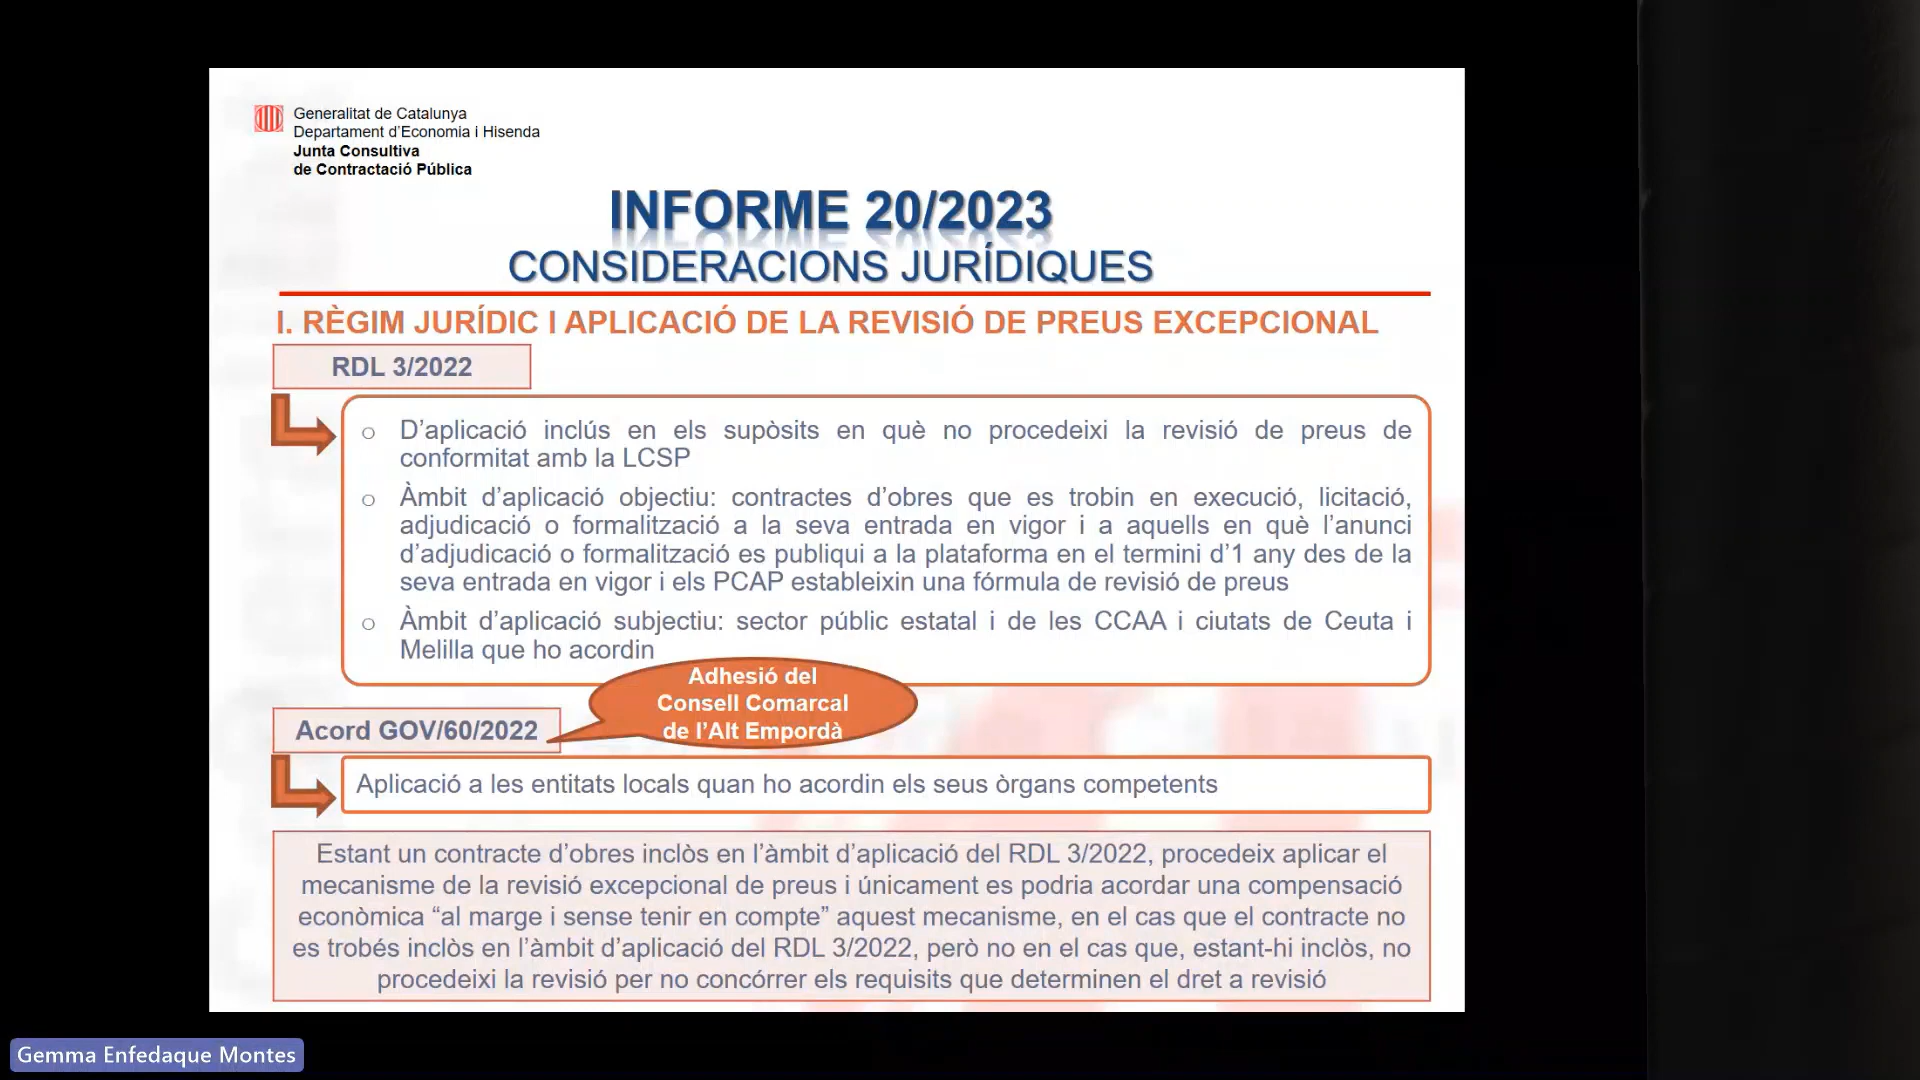 Generalitat de Catalunya
Departament d'Economia i Hisenda
Junta Consultiva
de Contractació Pública
INFORME 20/2023
CONSIDERACIONS JURÍDIQUES
I. RÈGIM JURÍDIC I APLICACIÓ DE LA REVISIÓ DE PREUS EXCEPCIONAL
RDL 3/2022
o D'aplicació inclús en els supòsits en què no procedeixi la revisió de preus de
conformitat amb la LCSP
o Àmbit d'aplicació objectiu: contractes d'obres que es trobin en execució, licitació,
adjudicació o formalització a la seva entrada en vigor i a aquells en què l'anunci
d'adjudicació o formalització es publiqui a la plataforma en el termini d'1 any des de la
seva entrada en vigor i els PCAP estableixin una fórmula de revisió de preus
o Àmbit d'aplicació subjectiu: sector públic estatal i de les CCAA i ciutats de Ceuta i
Melilla que ho acordin
Adhesió del
Consell Comarcal
de l'Alt Empordà
Acord GOV/60/2022
Aplicació a les entitats locals quan ho acordin els seus òrgans competents
Estant un contracte d'obres inclòs en l'àmbit d'aplicació del RDL 3/2022, procedeix aplicar el
mecanisme de la revisió excepcional de preus i únicament es podria acordar una compensació
econòmica “al marge i sense tenir en compte” aquest mecanisme, en el cas que el contracte no
es trobés inclòs en l'àmbit d'aplicació del RDL 3/2022, però no en el cas que, estant-hi inclòs, no
procedeixi la revisió per no concórrer els requisits que determinen el dret a revisió
Gemma Enfedaque Montes